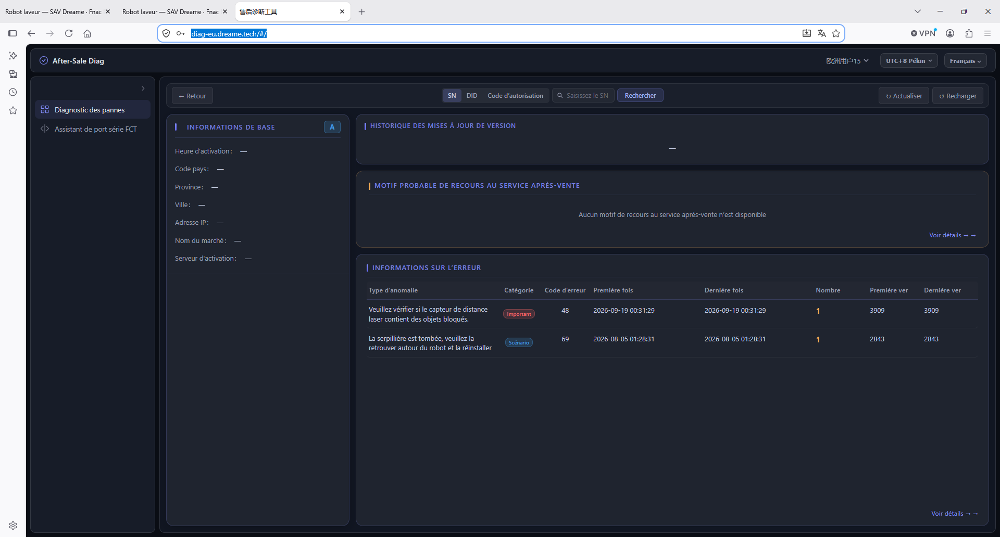 Robot laveur — SAV Dreame · Fnac
Robot laveur — SAV Dreame · Fnac
售后诊断工具
diag-eu.dreame.tech/#/
VPN
After-Sale Diag
欧洲用户15
UTC+8 Pékin
Français
Diagnostic des pannes
Assistant de port série FCT
← Retour
SN
DID
Code d'autorisation
Saisissez le SN
Rechercher
↻ Actualiser
↺ Recharger
INFORMATIONS DE BASE
A
Heure d'activation : —
Code pays : —
Province : —
Ville : —
Adresse IP : —
Nom du marché : —
Serveur d'activation : —
HISTORIQUE DES MISES À JOUR DE VERSION
—
MOTIF PROBABLE DE RECOURS AU SERVICE APRÈS-VENTE
Aucun motif de recours au service après-vente n'est disponible
Voir détails → →
INFORMATIONS SUR L'ERREUR
Type d'anomalie Catégorie Code d'erreur Première fois Dernière fois Nombre Première ver Dernière ver
Veuillez vérifier si le capteur de distance
laser contient des objets bloqués.
Important 48 2026-09-19 00:31:29 2026-09-19 00:31:29 1 3909 3909
La serpillière est tombée, veuillez la
retrouver autour du robot et la réinstaller
Scénario 69 2026-08-05 01:28:31 2026-08-05 01:28:31 1 2843 2843
Voir détails → →